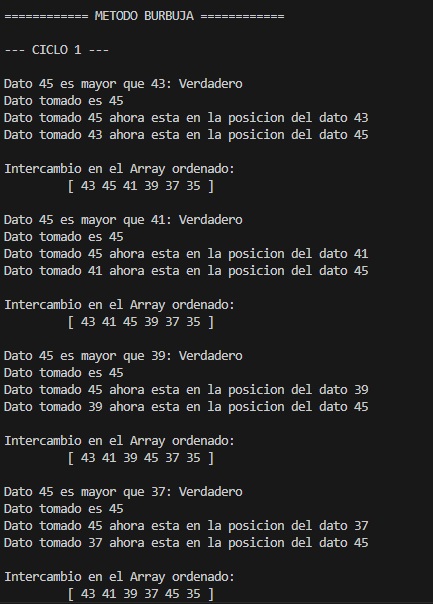 ============ METODO BURBUJA ============
--- CICLO 1 ---
Dato 45 es mayor que 43: Verdadero
Dato tomado es 45
Dato tomado 45 ahora esta en la posicion del dato 43
Dato tomado 43 ahora esta en la posicion del dato 45
Intercambio en el Array ordenado:
[ 43 45 41 39 37 35 ]
Dato 45 es mayor que 41: Verdadero
Dato tomado es 45
Dato tomado 45 ahora esta en la posicion del dato 41
Dato tomado 41 ahora esta en la posicion del dato 45
Intercambio en el Array ordenado:
[ 43 41 45 39 37 35 ]
Dato 45 es mayor que 39: Verdadero
Dato tomado es 45
Dato tomado 45 ahora esta en la posicion del dato 39
Dato tomado 39 ahora esta en la posicion del dato 45
Intercambio en el Array ordenado:
[ 43 41 39 45 37 35 ]
Dato 45 es mayor que 37: Verdadero
Dato tomado es 45
Dato tomado 45 ahora esta en la posicion del dato 37
Dato tomado 37 ahora esta en la posicion del dato 45
Intercambio en el Array ordenado:
[ 43 41 39 37 45 35 ]